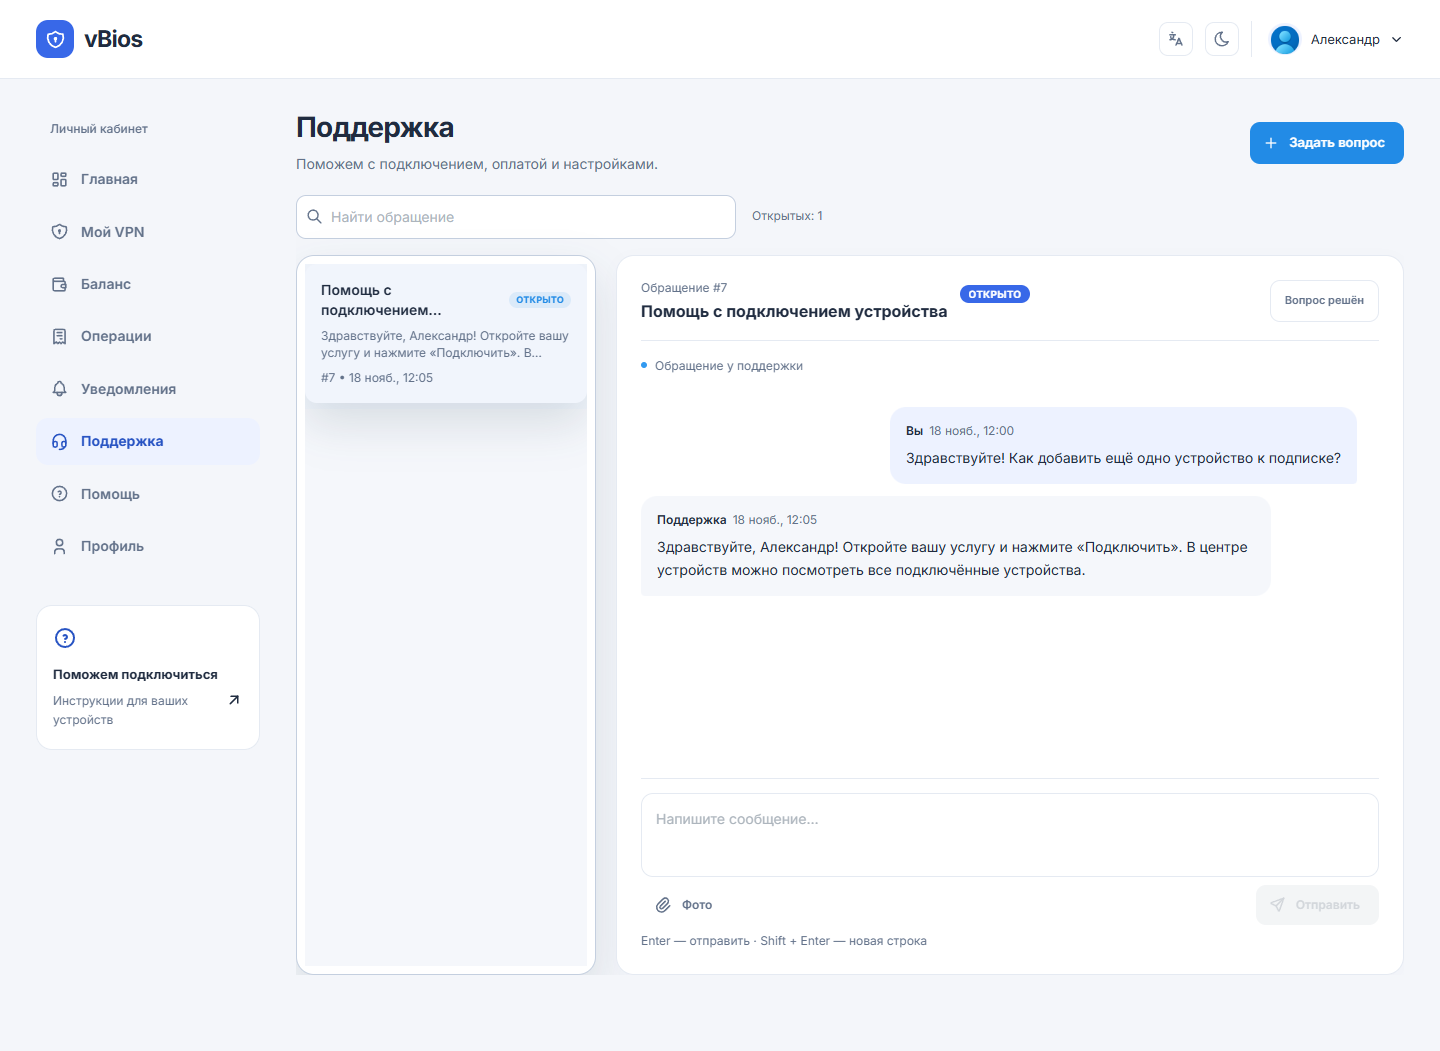 vBios
Александр
Личный кабинет
Главная
Мой VPN
Баланс
Операции
Уведомления
Поддержка
Помощь
Профиль
Поможем подключиться
Инструкции для ваших
устройств
Поддержка
Поможем с подключением, оплатой и настройками.
Задать вопрос
Найти обращение
Открытых: 1
Помощь с
подключением...
ОТКРЫТО
Здравствуйте, Александр! Откройте вашу
услугу и нажмите «Подключить». В...
#7 • 18 нояб., 12:05
Обращение #7
Помощь с подключением устройства
ОТКРЫТО
Вопрос решён
Обращение у поддержки
Вы 18 нояб., 12:00
Здравствуйте! Как добавить ещё одно устройство к подписке?
Поддержка 18 нояб., 12:05
Здравствуйте, Александр! Откройте вашу услугу и нажмите «Подключить». В центре
устройств можно посмотреть все подключённые устройства.
Напишите сообщение...
Фото
Отправить
Enter — отправить · Shift + Enter — новая строка